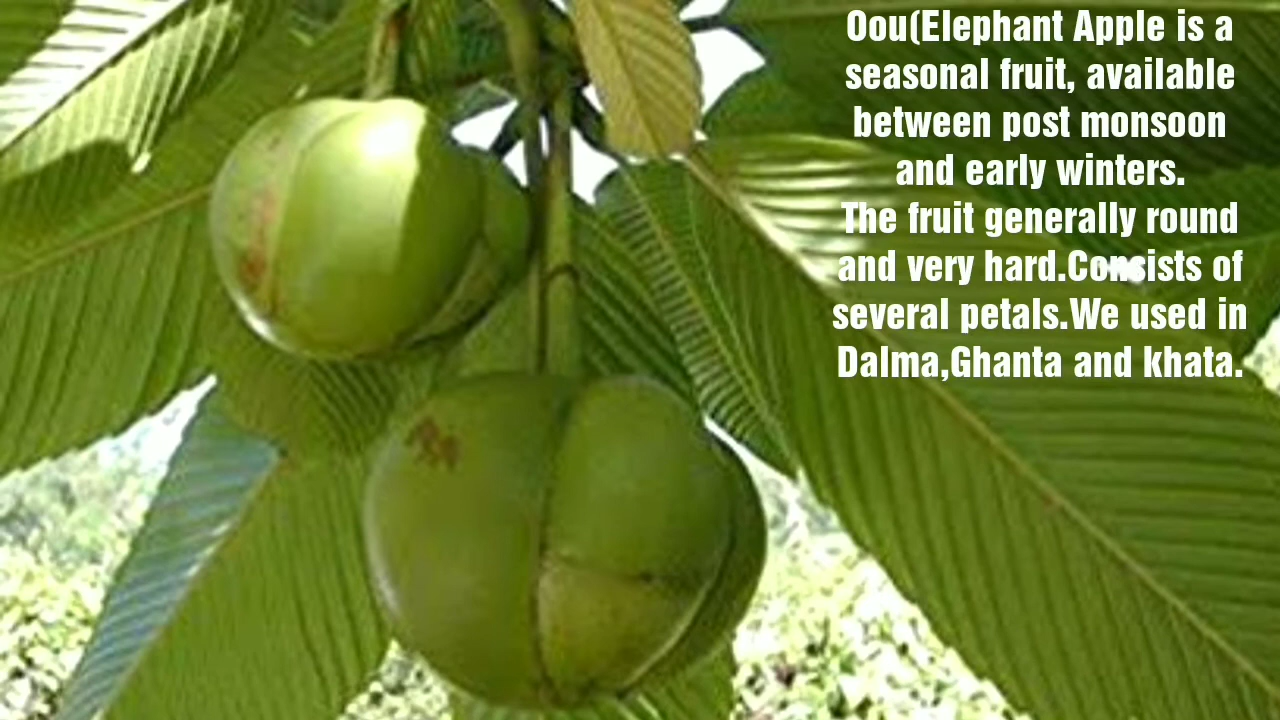 Oou(Elephant Apple is a
seasonal fruit, available
between post monsoon
and early winters.
The fruit generally round
and very hard.Consists of
several petals.We used in
Dalma,Ghanta and khata.